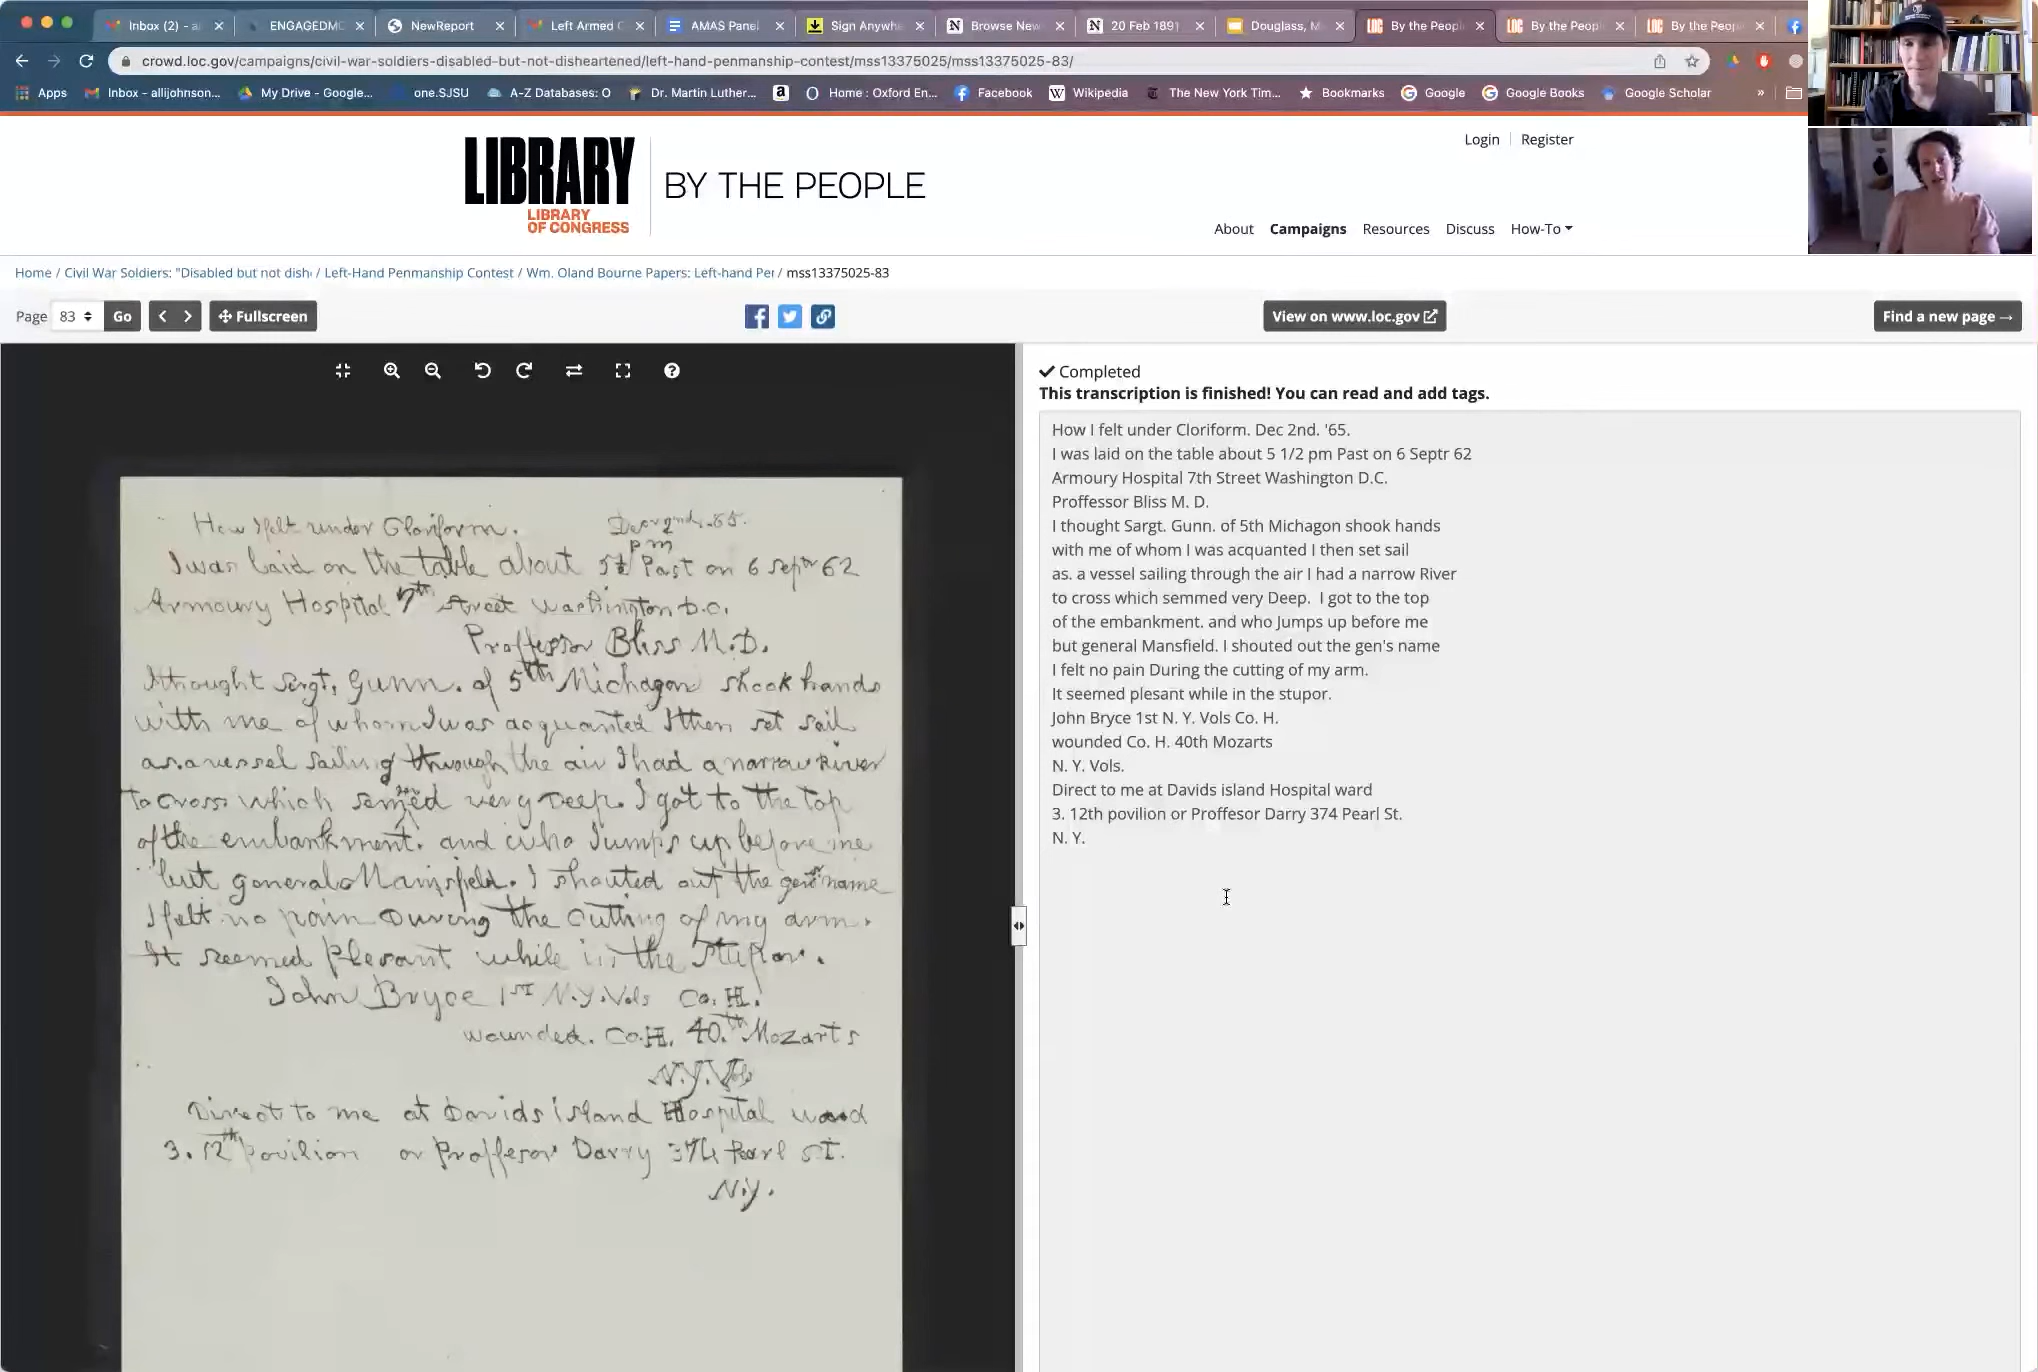 Inbox (2) - a
ENGAGEDMC
NewReport
Left Armed C
AMAS Panel
Sign Anywhe
Browse New
20 Feb 1891
Douglass, M
By the Peopl
By the Peopl
By the Peop
crowd.loc.gov/campaigns/civil-war-soldiers-disabled-but-not-disheartened/left-hand-penmanship-contest/mss13375025/mss13375025-83/
Apps Inbox - allijohnson... My Drive - Google... one.SJSU A-Z Databases: O Dr. Martin Luther... Home : Oxford En... Facebook Wikipedia The New York Tim... Bookmarks Google Google Books Google Scholar »
LIBRARY
LIBRARY
OF CONGRESS
BY THE PEOPLE
Login Register
About Campaigns Resources Discuss How-To
Home / Civil War Soldiers: "Disabled but not dish / Left-Hand Penmanship Contest / Wm. Oland Bourne Papers: Left-hand Per / mss13375025-83
Page 83 Go < > Fullscreen View on www.loc.gov Find a new page →
How I felt under Cloriform. Dec 2nd. 65.
pm
I was laid on the table about 5½ Past on 6 Septr 62
Armoury Hospital 7th Street Washington D.C.
Proffessor Bliss M.D.
I thought Sergt. Gunn. of 5th Michagon shook hands
with me of whom I was acquanted I then set sail
as. a vessel sailing through the air I had a narrow River
to cross which semmed very Deep. I got to the top
of the embankment. and who Jumps up before me
but general Mansfield. I shouted out the gen's name
I felt no pain During the cutting of my arm.
It seemed plesant while in the stupor.
John Bryce 1st N.Y. Vols Co. H.
wounded. Co. H. 40.th Mozarts
N.Y. Vols
Direct to me at Davids island Hospital ward
3. 12th povilion or Proffesor Darry 374 Pearl ST.
N.Y.
Completed
This transcription is finished! You can read and add tags.
How I felt under Cloriform. Dec 2nd. '65.
I was laid on the table about 5 1/2 pm Past on 6 Septr 62
Armoury Hospital 7th Street Washington D.C.
Proffessor Bliss M. D.
I thought Sargt. Gunn. of 5th Michagon shook hands
with me of whom I was acquanted I then set sail
as. a vessel sailing through the air I had a narrow River
to cross which semmed very Deep. I got to the top
of the embankment. and who Jumps up before me
but general Mansfield. I shouted out the gen's name
I felt no pain During the cutting of my arm.
It seemed plesant while in the stupor.
John Bryce 1st N. Y. Vols Co. H.
wounded Co. H. 40th Mozarts
N. Y. Vols.
Direct to me at Davids island Hospital ward
3. 12th povilion or Proffesor Darry 374 Pearl St.
N. Y.